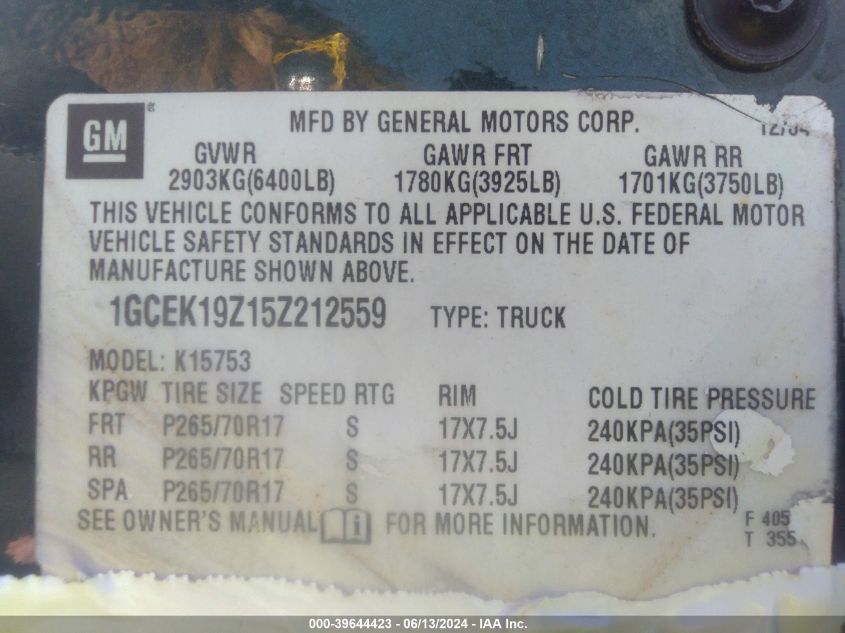 GM
MFD BY GENERAL MOTORS CORP. 12/04
GVWR GAWR FRT GAWR RR
2903KG(6400LB) 1780KG(3925LB) 1701KG(3750LB)
THIS VEHICLE CONFORMS TO ALL APPLICABLE U.S. FEDERAL MOTOR
VEHICLE SAFETY STANDARDS IN EFFECT ON THE DATE OF
MANUFACTURE SHOWN ABOVE.
1GCEK19Z15Z212559 TYPE: TRUCK
MODEL: K15753
KPGW TIRE SIZE SPEED RTG RIM COLD TIRE PRESSURE
FRT P265/70R17 S 17X7.5J 240KPA(35PSI)
RR P265/70R17 S 17X7.5J 240KPA(35PSI)
SPA P265/70R17 S 17X7.5J 240KPA(35PSI)
SEE OWNER'S MANUAL FOR MORE INFORMATION. F 405
T 355
000-39644423 - 06/13/2024 - IAA Inc.